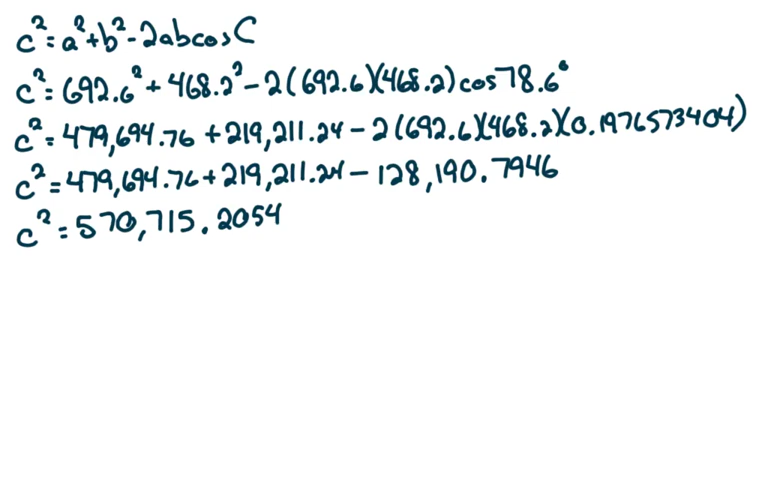 c²=a²+b²-2abcosC
c²=692.6²+468.2²-2(692.6)(468.2)cos78.6°
c²=479,694.76+219,211.24-2(692.6)(468.2)(0.1976573404)
c²=479,694.76+219,211.24-128,190.7946
c²=570,715.2054